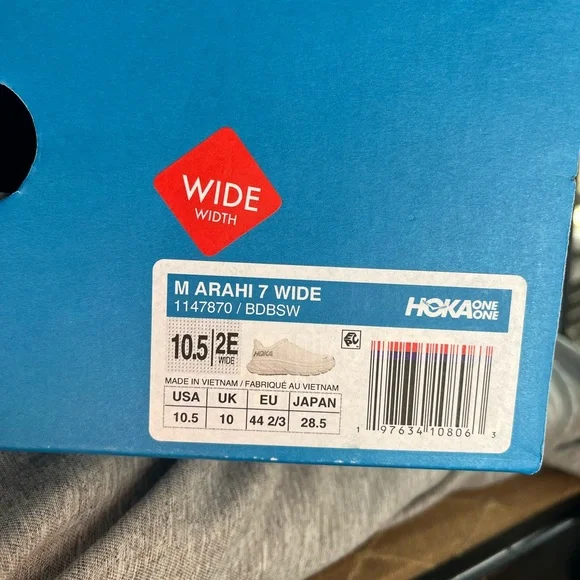 WIDE
WIDTH
M ARAHI 7 WIDE
1147870 / BDBSW
HOKA ONE ONE
10.5 2E WIDE
HOKA
MADE IN VIETNAM / FABRIQUÉ AU VIETNAM
USA UK EU JAPAN
10.5 10 44 2/3 28.5
1 97634 10806 3